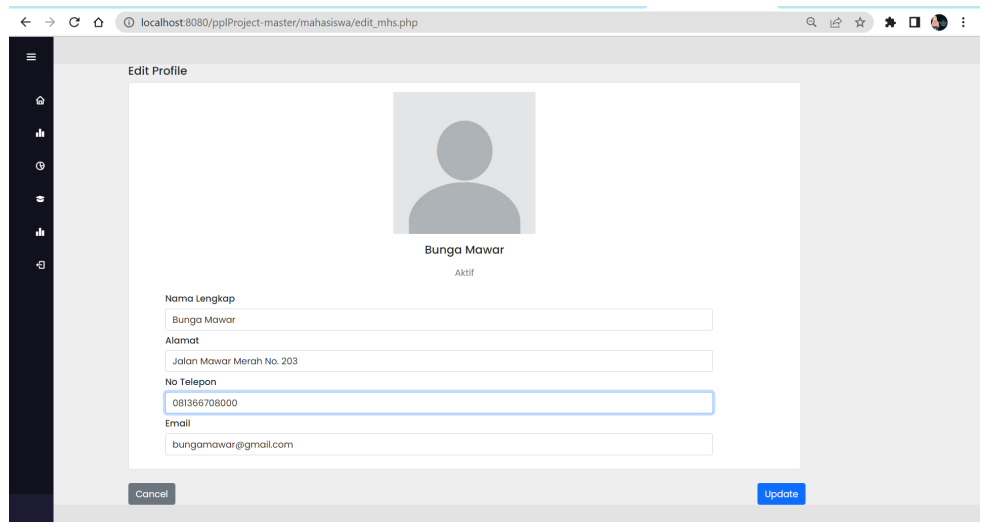 localhost:8080/pplProject-master/mahasiswa/edit_mhs.php
Edit Profile
Bunga Mawar
Aktif
Nama Lengkap
Bunga Mawar
Alamat
Jalan Mawar Merah No. 203
No Telepon
081366708000
Email
bungamawar@gmail.com
Cancel
Update